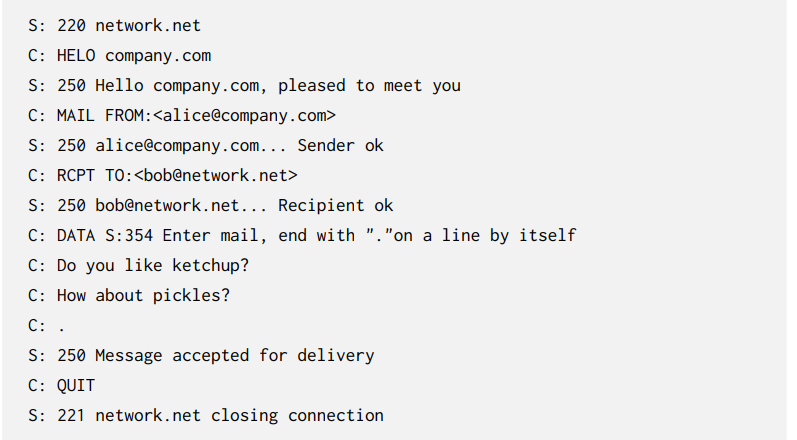 S: 220 network.net
C: HELO company.com
S: 250 Hello company.com, pleased to meet you
C: MAIL FROM:<alice@company.com>
S: 250 alice@company.com... Sender ok
C: RCPT TO:<bob@network.net>
S: 250 bob@network.net... Recipient ok
C: DATA S:354 Enter mail, end with "."on a line by itself
C: Do you like ketchup?
C: How about pickles?
C: .
S: 250 Message accepted for delivery
C: QUIT
S: 221 network.net closing connection